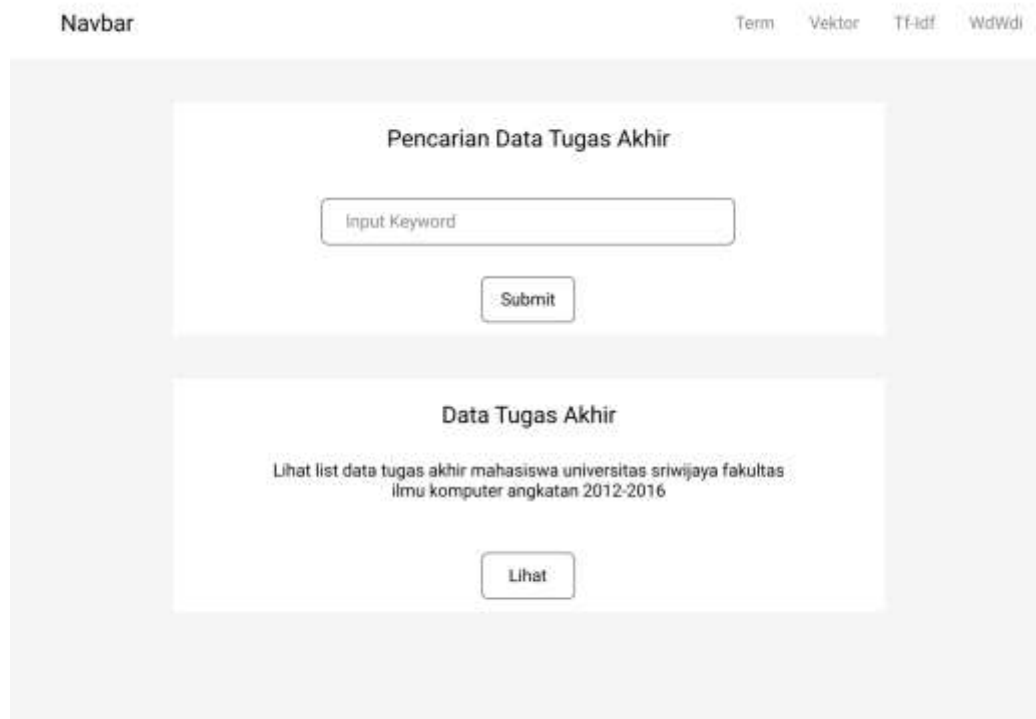 Navbar Term Vektor Tf-Idf WdWdi
Pencarian Data Tugas Akhir
Input Keyword
Submit
Data Tugas Akhir
Lihat list data tugas akhir mahasiswa universitas sriwijaya fakultas
ilmu komputer angkatan 2012-2016
Lihat